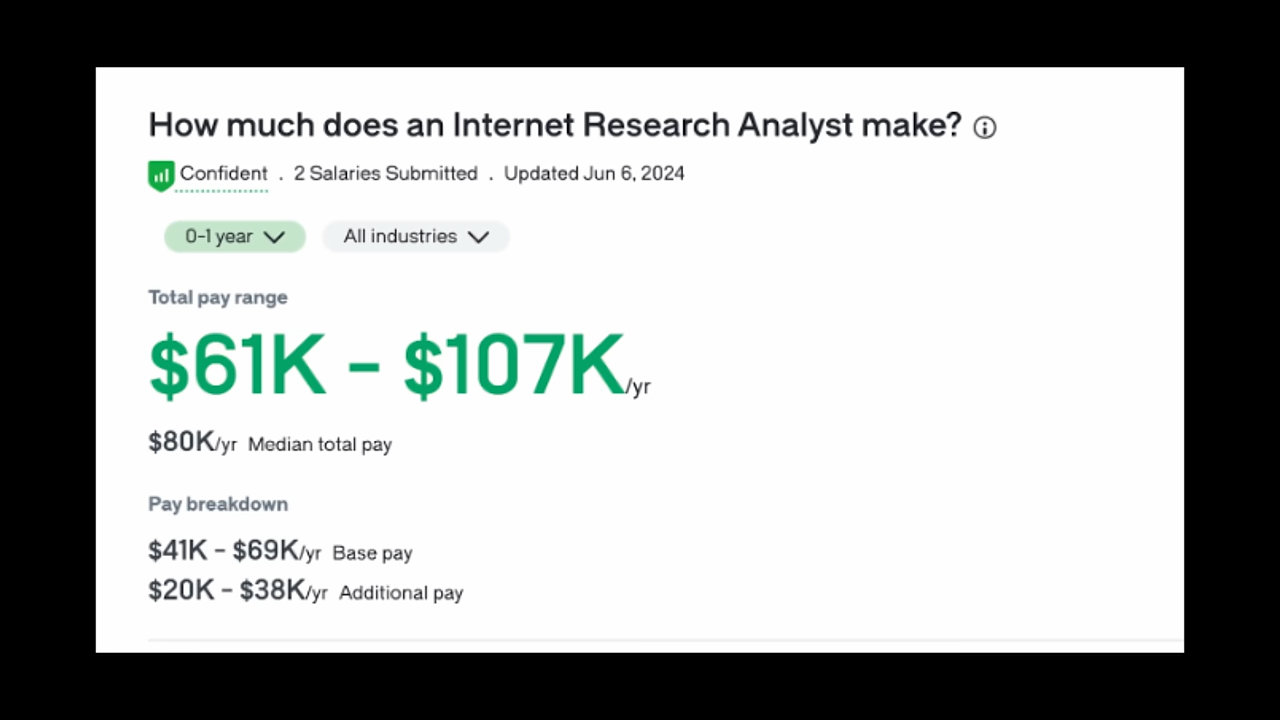 How much does an Internet Research Analyst make?
Confident . 2 Salaries Submitted . Updated Jun 6, 2024
0-1 year All industries
Total pay range
$61K - $107K/yr
$80K/yr Median total pay
Pay breakdown
$41K - $69K/yr Base pay
$20K - $38K/yr Additional pay